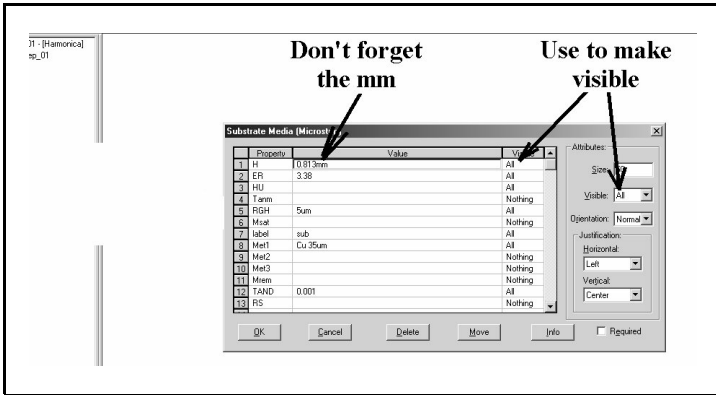 01 - [Harmonica]
ep_01
Don't forget
the mm
Use to make
visible
Substrate Media (Microst
Property Value Vi
1 H 0.813mm All
2 ER 3.38 All
3 HU All
4 Tanm Nothing
5 RGH 5um All
6 Msat Nothing
7 label sub All
8 Met1 Cu 35um All
9 Met2 Nothing
10 Met3 Nothing
11 Mrem Nothing
12 TAND 0.001 All
13 RS Nothing
Attributes:
Size:
Visible: All
Orientation: Normal
Justification:
Horizontal:
Left
Vertical:
Center
OK Cancel Delete Move Info Required